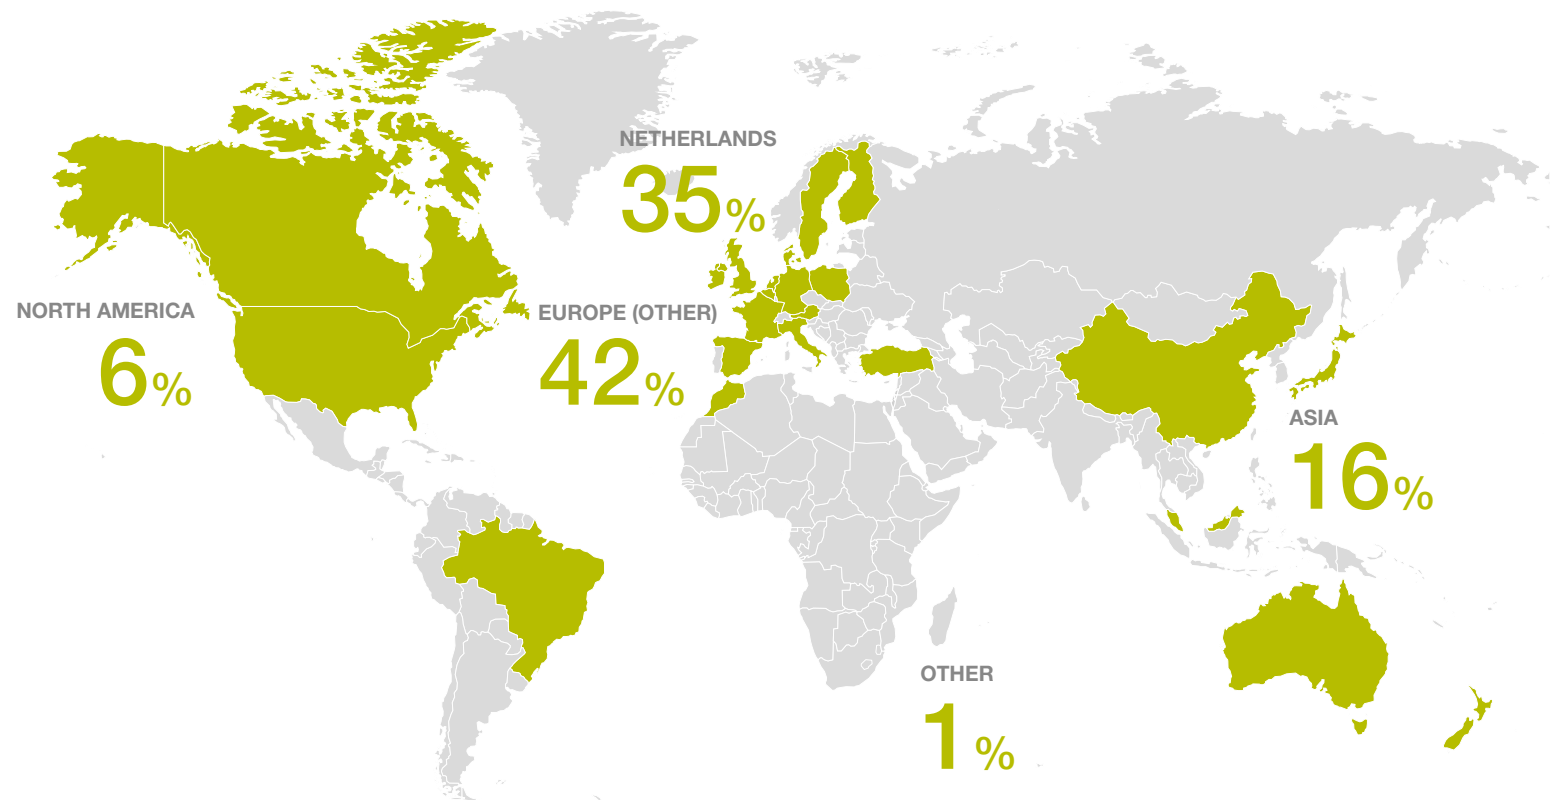 NETHERLANDS
35%
NORTH AMERICA
6%
EUROPE (OTHER)
42%
ASIA
16%
OTHER
1%